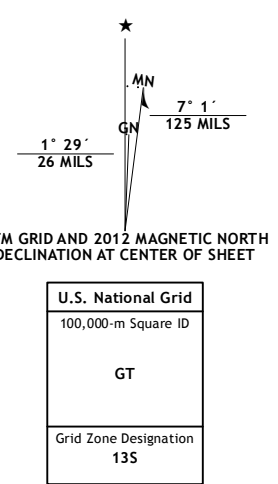 ★
MN
GN
7° 1´
125 MILS
1° 29´
26 MILS
TM GRID AND 2012 MAGNETIC NORTH
DECLINATION AT CENTER OF SHEET
U.S. National Grid
100,000-m Square ID
GT
Grid Zone Designation
13S